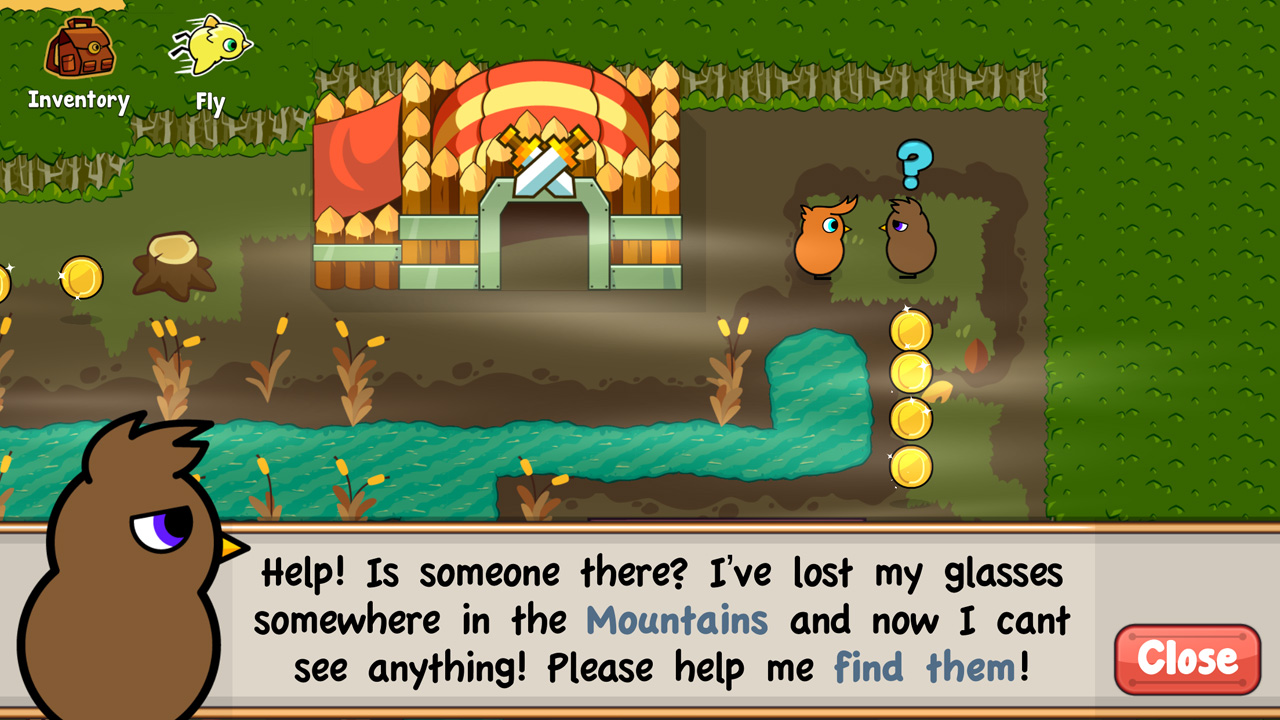 Inventory
Fly
?
Help! Is someone there? I've lost my glasses
somewhere in the Mountains and now I cant
see anything! Please help me find them!
Close